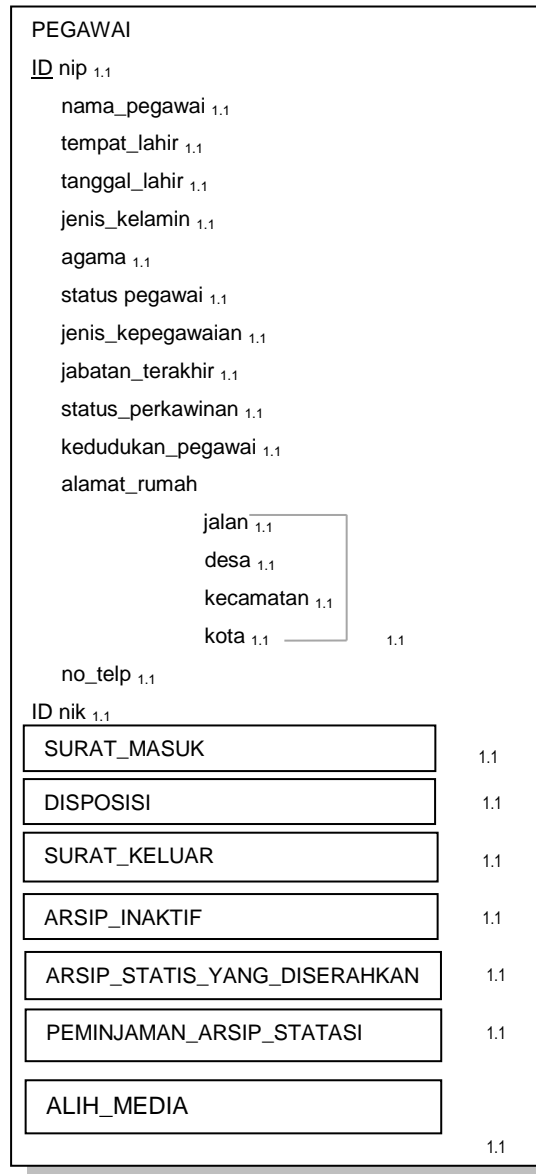 PEGAWAI
ID nip 1.1
nama_pegawai 1.1
tempat_lahir 1.1
tanggal_lahir 1.1
jenis_kelamin 1.1
agama 1.1
status pegawai 1.1
jenis_kepegawaian 1.1
jabatan_terakhir 1.1
status_perkawinan 1.1
kedudukan_pegawai 1.1
alamat_rumah
jalan 1.1
desa 1.1
kecamatan 1.1
kota 1.1 1.1
no_telp 1.1
ID nik 1.1
SURAT_MASUK 1.1
DISPOSISI 1.1
SURAT_KELUAR 1.1
ARSIP_INAKTIF 1.1
ARSIP_STATIS_YANG_DISERAHKAN 1.1
PEMINJAMAN_ARSIP_STATASI 1.1
ALIH_MEDIA
1.1